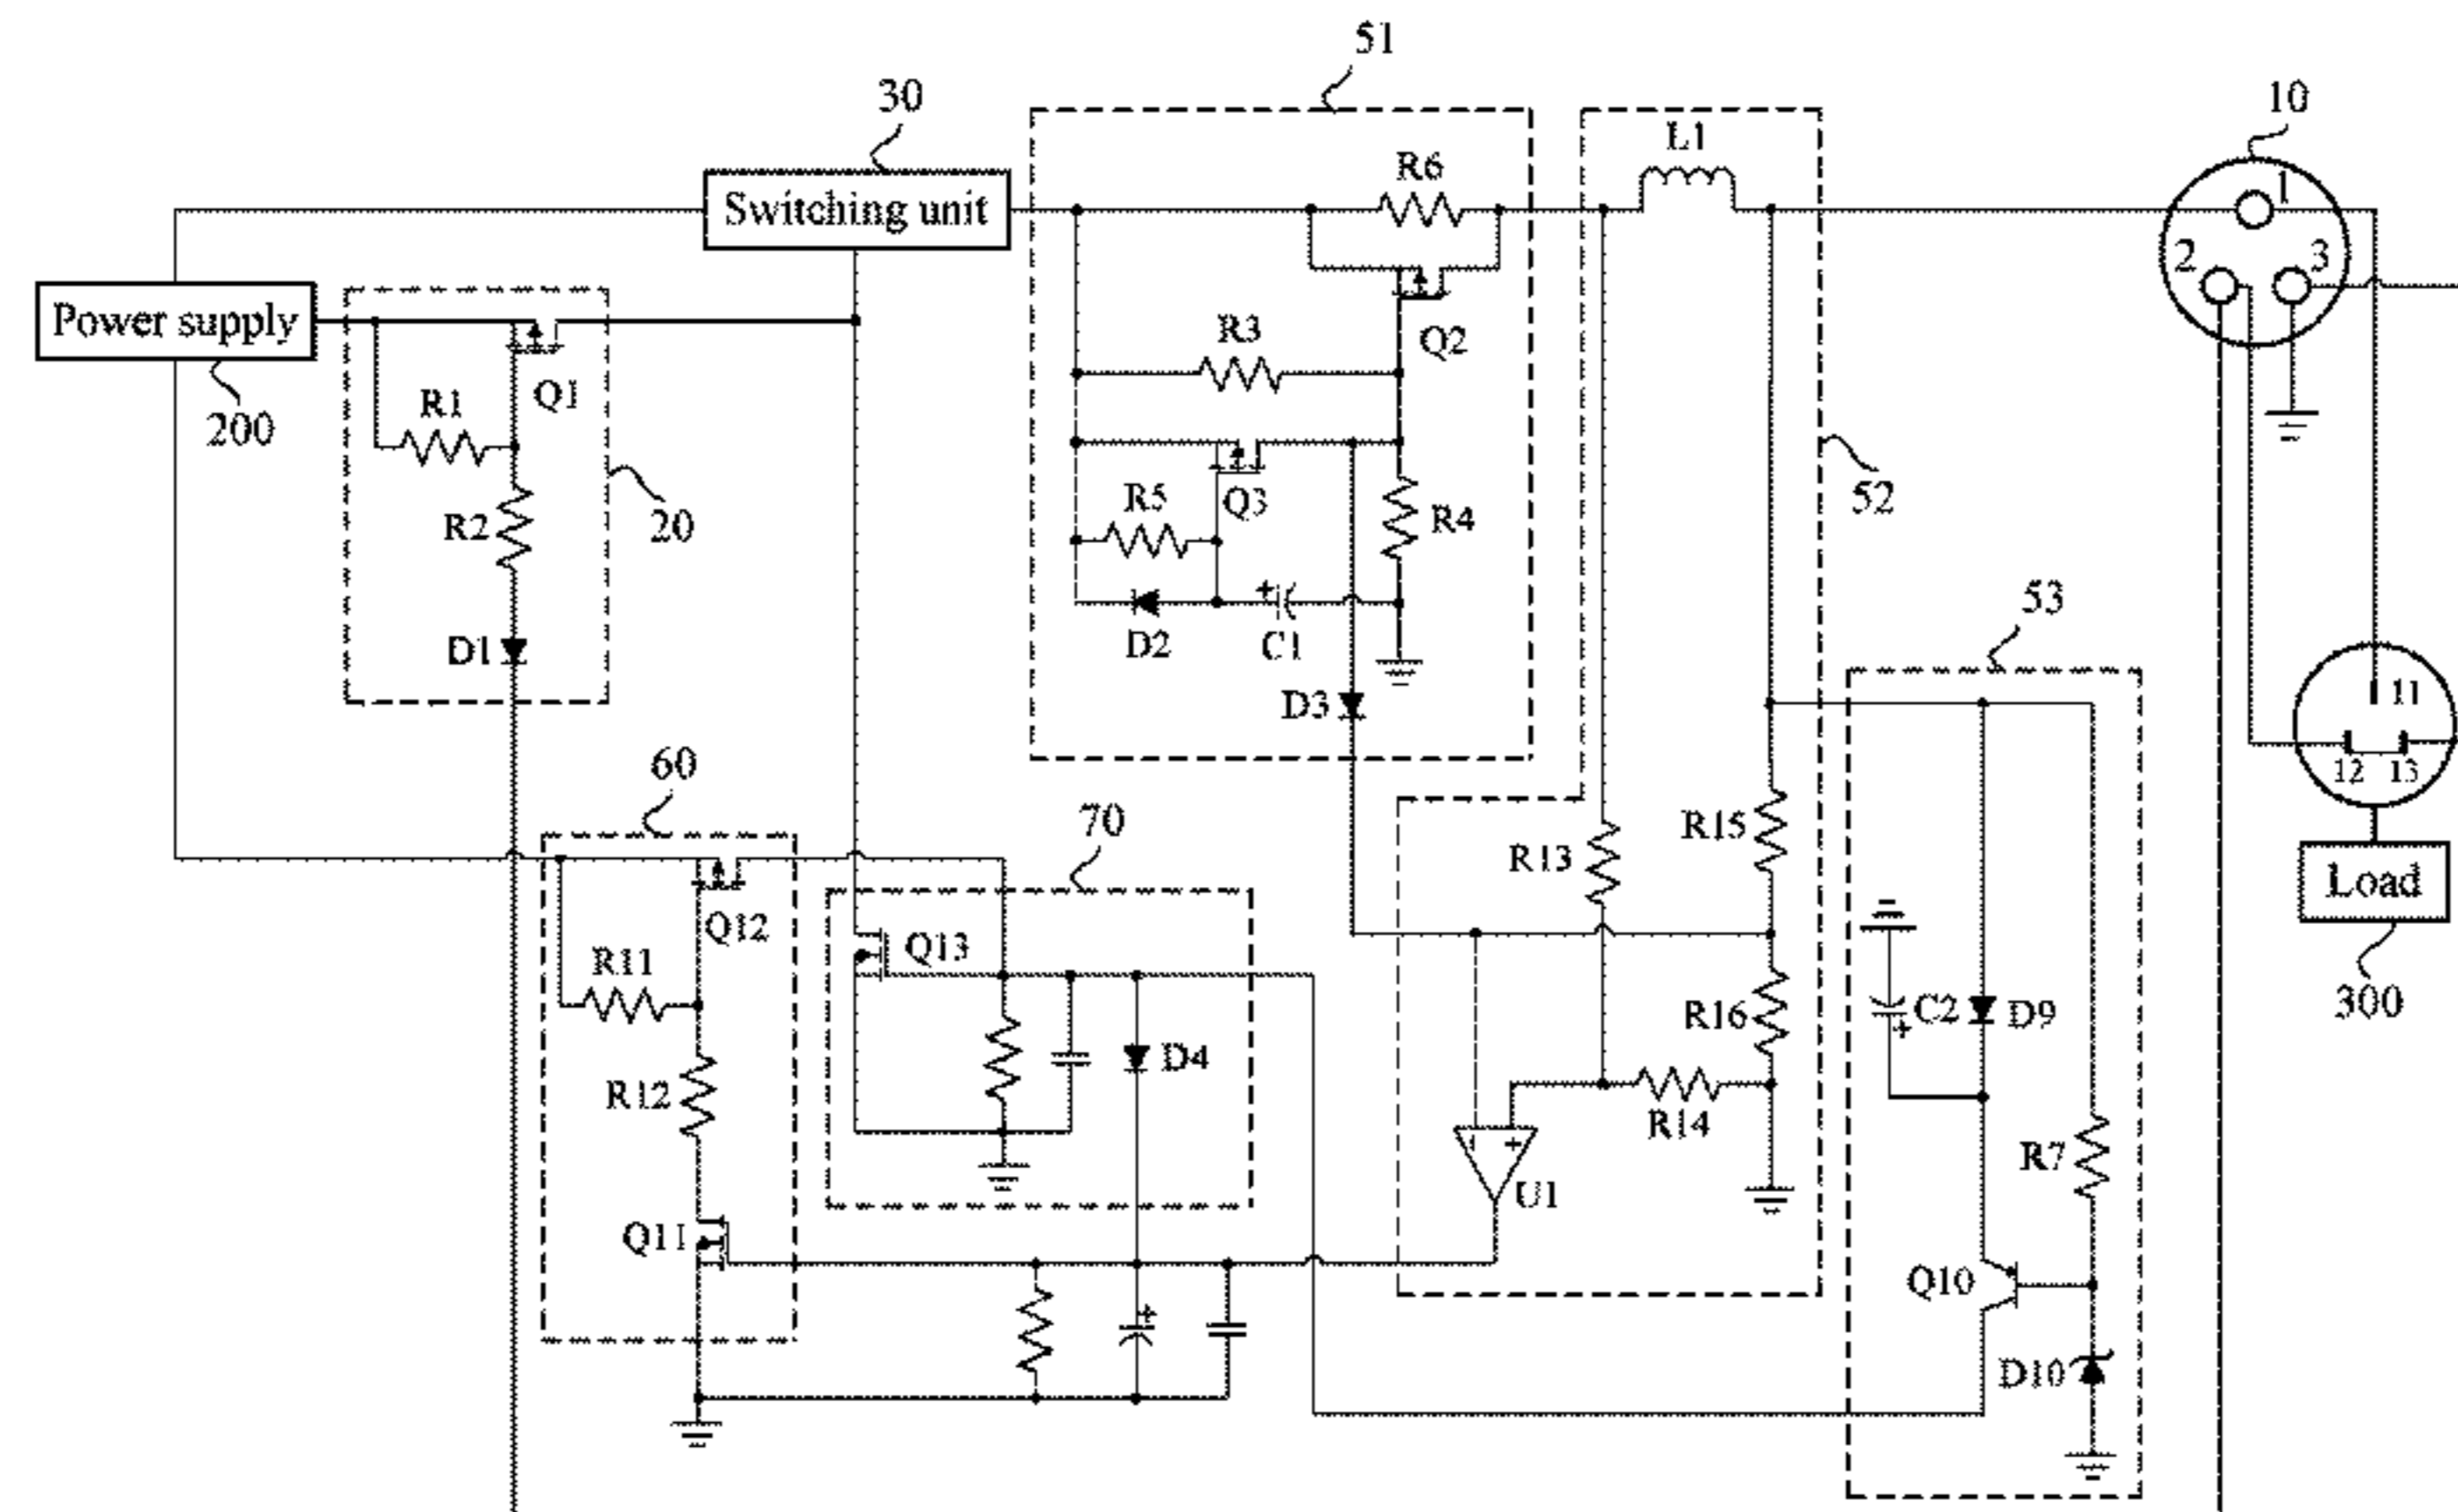 51
30
10
L1
R6
1
Switching unit
2
3
Power supply
R3
Q2
Q1
R1
200
R5
Q3
52
R2
20
R4
+
53
D2
C1
D1
D3
11
60
12
13
70
R15
R13
Load
Q12
Q13
R11
C2
D9
300
R16
+
D4
R12
R14
- +
R7
U1
Q11
Q10
+
D10